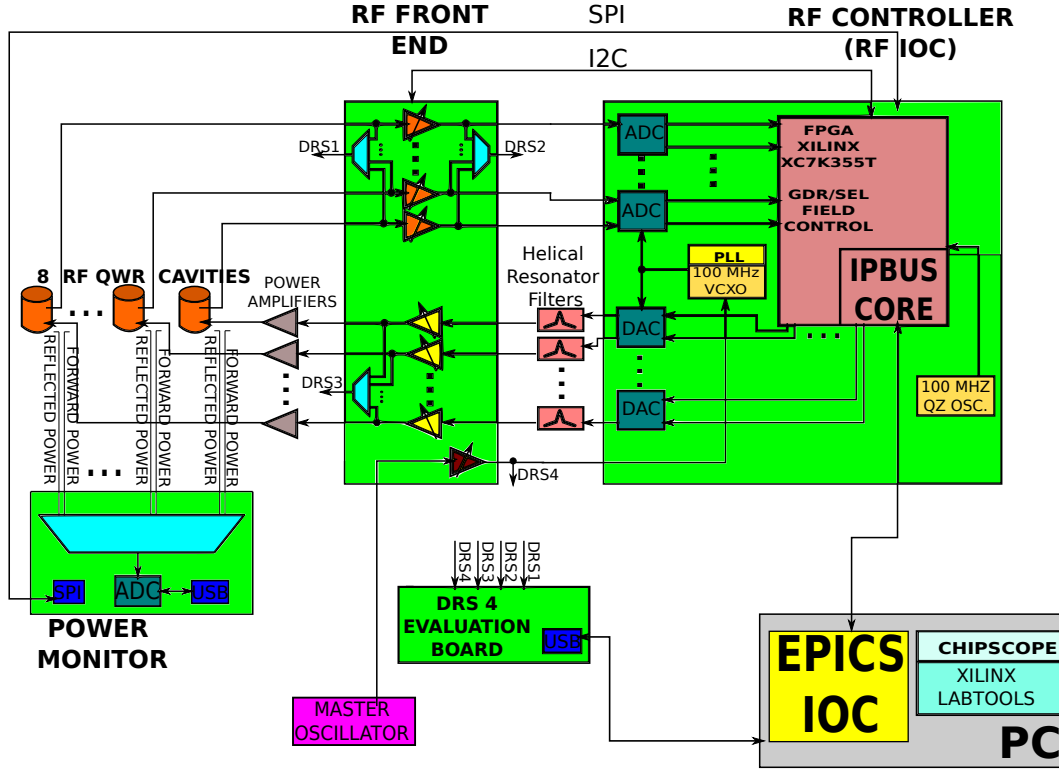 RF FRONT
END
SPI
RF CONTROLLER
(RF IOC)
I2C
DRS1
DRS2
ADC
ADC
FPGA
XILINX
XC7K355T
GDR/SEL
FIELD
CONTROL
IPBUS
CORE
PLL
100 MHz
VCXO
Helical
Resonator
Filters
8 RF QWR CAVITIES
...
POWER
AMPLIFIERS
DAC
DAC
...
100 MHZ
QZ OSC.
DRS3
DRS4
REFLECTED POWER
FORWARD POWER
REFLECTED POWER
FORWARD POWER
REFLECTED POWER
FORWARD POWER
...
SPI
ADC
USB
POWER
MONITOR
DRS4
DRS3
DRS2
DRS1
DRS 4
EVALUATION
BOARD
USB
MASTER
OSCILLATOR
EPICS
IOC
CHIPSCOPE
XILINX
LABTOOLS
PC